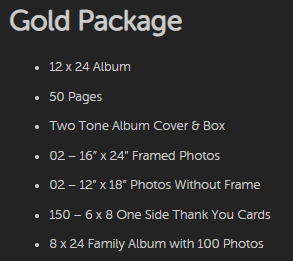 Gold Package
• 12 x 24 Album
• 50 Pages
• Two Tone Album Cover & Box
• 02 – 16” x 24” Framed Photos
• 02 – 12” x 18” Photos Without Frame
• 150 – 6 x 8 One Side Thank You Cards
• 8 x 24 Family Album with 100 Photos